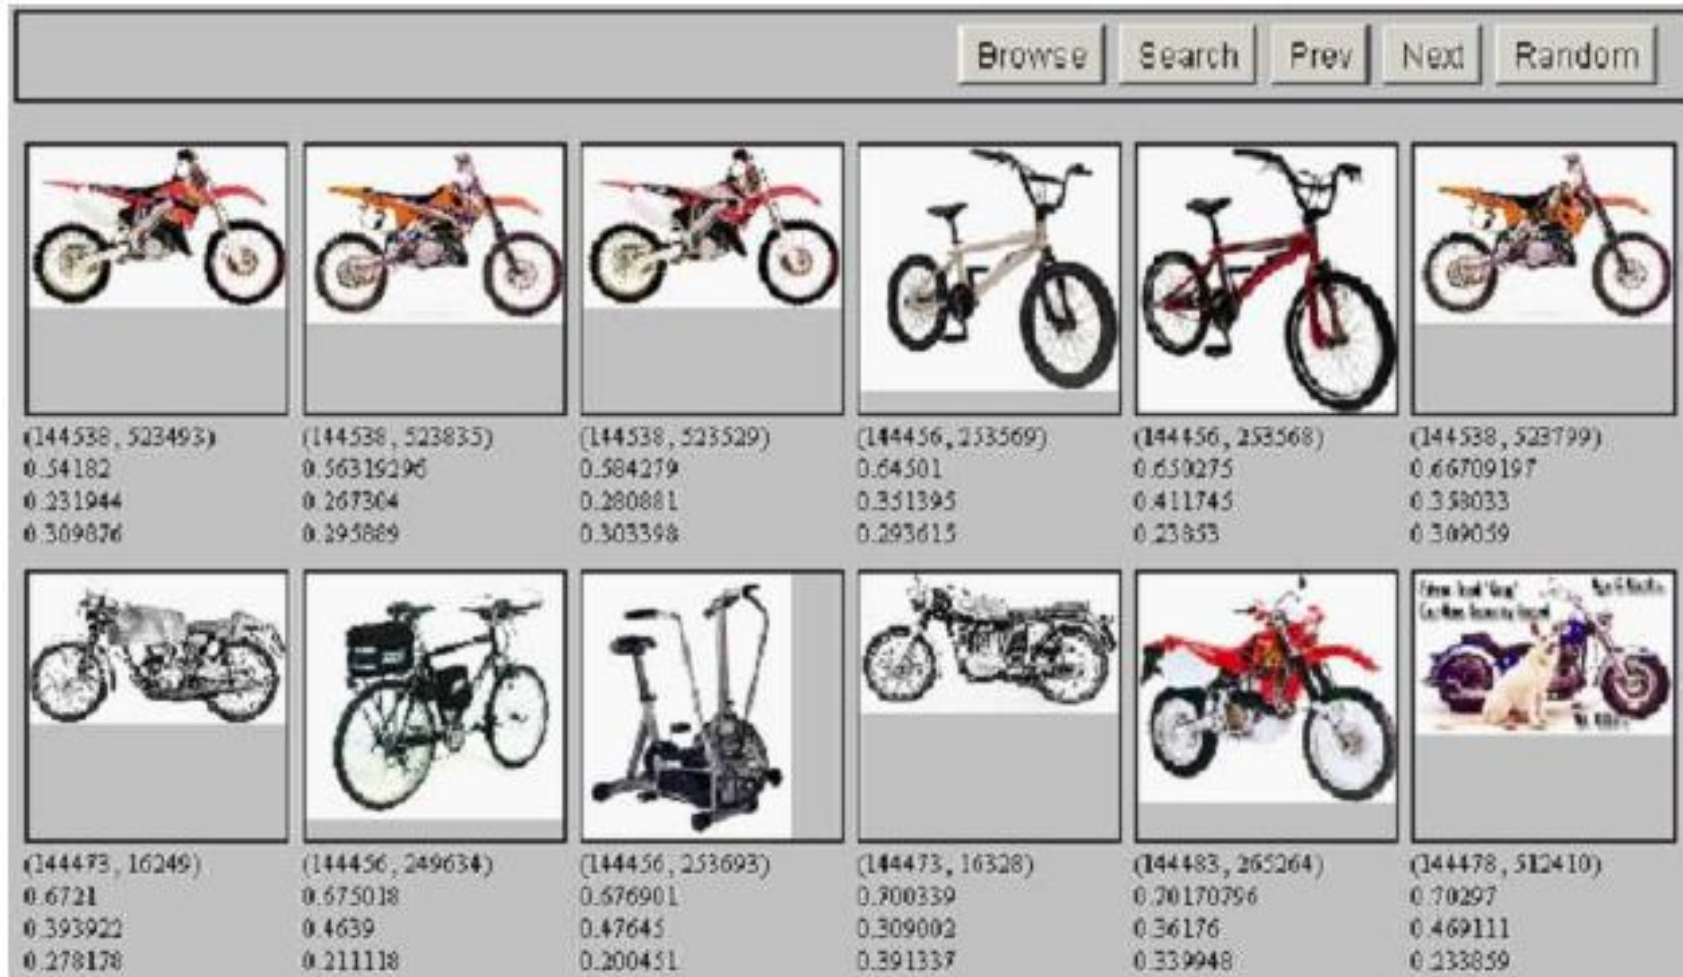 Browse Search Prev Next Random
(144538, 523493) (144538, 523835) (144538, 523529) (144456, 253569) (144456, 253568) (144538, 523799)
0.54182 0.56319296 0.584279 0.64501 0.650275 0.66709197
0.231944 0.267304 0.280881 0.351395 0.411745 0.358033
0.309876 0.295889 0.303398 0.293615 0.23853 0.309059
(144473, 16249) (144456, 249634) (144456, 253693) (144473, 16328) (144483, 265264) (144478, 512410)
0.6721 0.675018 0.676901 0.700339 0.70170796 0.70297
0.393922 0.4639 0.47645 0.309002 0.36176 0.469111
0.278178 0.211118 0.200451 0.391337 0.339948 0.233859